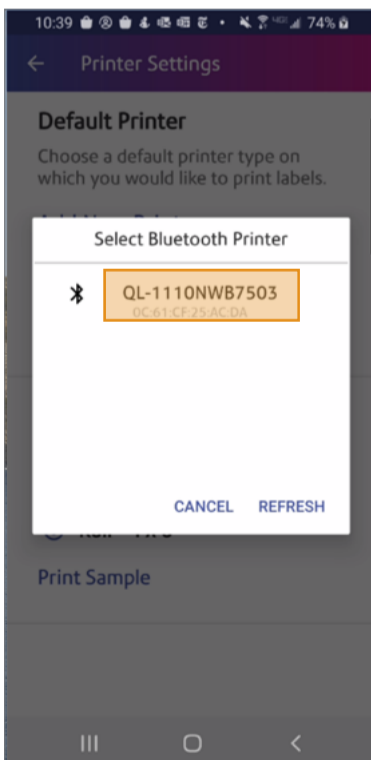 10:39 74%
Printer Settings
Default Printer
Choose a default printer type on
which you would like to print labels.
Select Bluetooth Printer
QL-1110NWB7503
0C:61:CF:25:AC:DA
CANCEL REFRESH
Print Sample